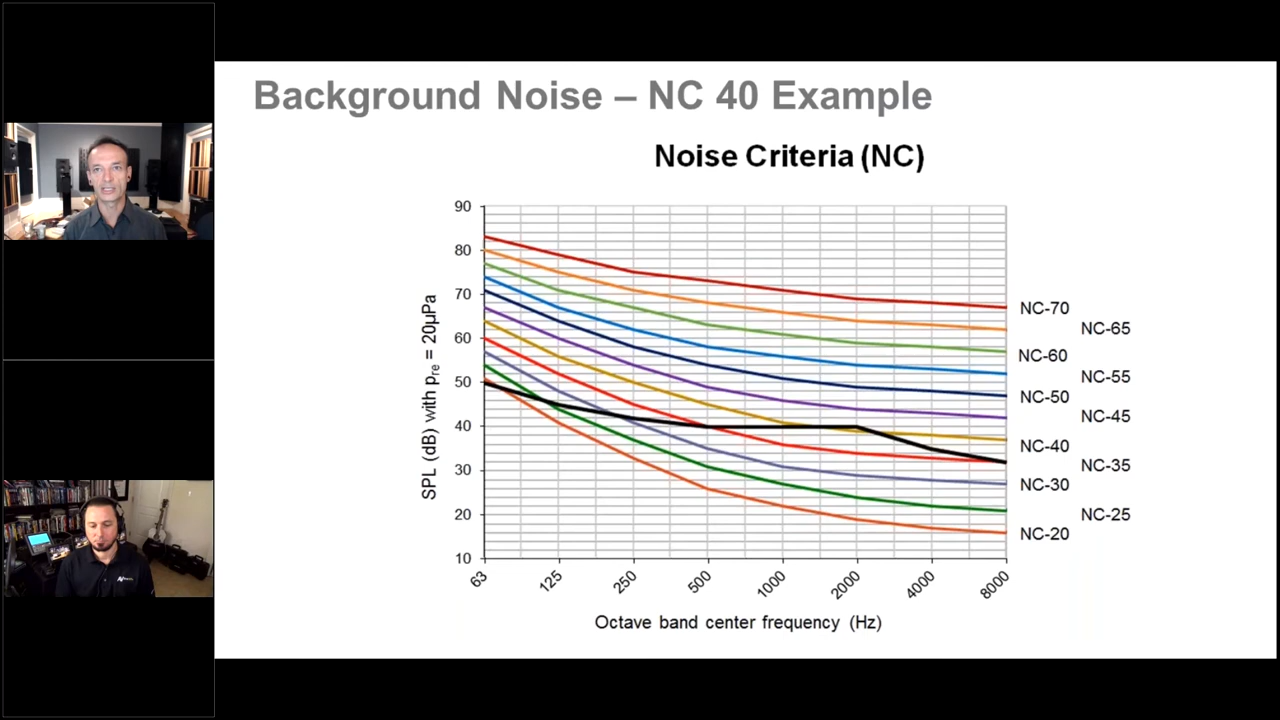 Background Noise – NC 40 Example
Noise Criteria (NC)
SPL (dB) with pre = 20µPa
90
80
70
60
50
40
30
20
10
63
125
250
500
1000
2000
4000
8000
Octave band center frequency (Hz)
NC-70
NC-65
NC-60
NC-55
NC-50
NC-45
NC-40
NC-35
NC-30
NC-25
NC-20